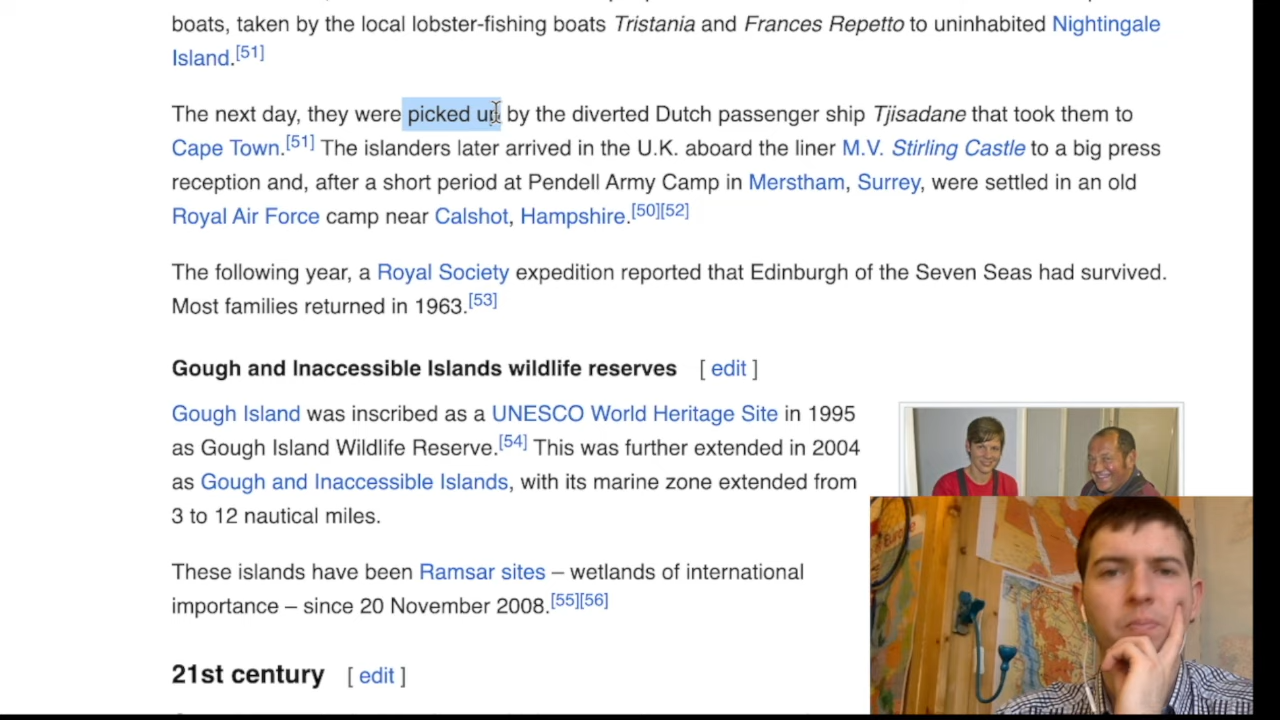 boats, taken by the local lobster-fishing boats Tristania and Frances Repetto to uninhabited Nightingale
Island.[51]
The next day, they were picked up by the diverted Dutch passenger ship Tjisadane that took them to
Cape Town.[51] The islanders later arrived in the U.K. aboard the liner M.V. Stirling Castle to a big press
reception and, after a short period at Pendell Army Camp in Merstham, Surrey, were settled in an old
Royal Air Force camp near Calshot, Hampshire.[50][52]
The following year, a Royal Society expedition reported that Edinburgh of the Seven Seas had survived.
Most families returned in 1963.[53]
Gough and Inaccessible Islands wildlife reserves [ edit ]
Gough Island was inscribed as a UNESCO World Heritage Site in 1995
as Gough Island Wildlife Reserve.[54] This was further extended in 2004
as Gough and Inaccessible Islands, with its marine zone extended from
3 to 12 nautical miles.
These islands have been Ramsar sites – wetlands of international
importance – since 20 November 2008.[55][56]
21st century [ edit ]